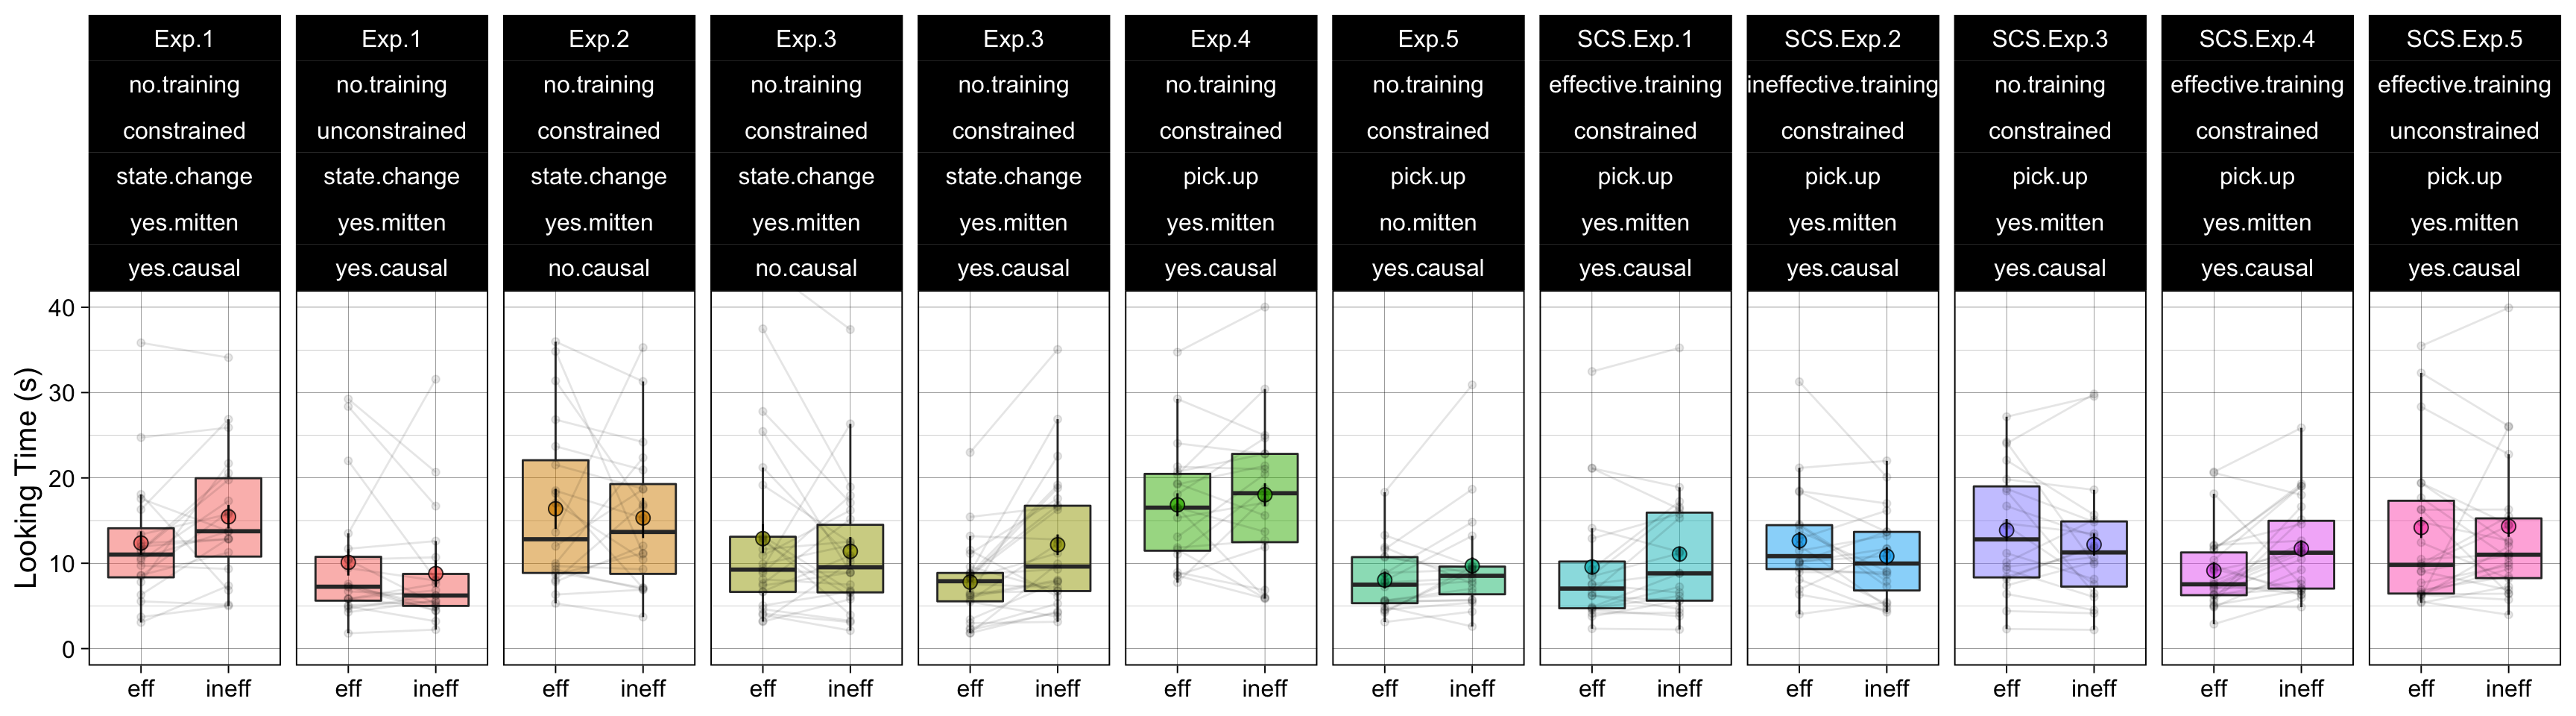 Exp.1 Exp.1 Exp.2 Exp.3 Exp.3 Exp.4 Exp.5 SCS.Exp.1 SCS.Exp.2 SCS.Exp.3 SCS.Exp.4 SCS.Exp.5
no.training no.training no.training no.training no.training no.training no.training effective.training ineffective.training no.training effective.training effective.training
constrained unconstrained constrained constrained constrained constrained constrained constrained constrained constrained constrained unconstrained
state.change state.change state.change state.change state.change pick.up pick.up pick.up pick.up pick.up pick.up pick.up
yes.mitten yes.mitten yes.mitten yes.mitten yes.mitten yes.mitten no.mitten yes.mitten yes.mitten yes.mitten yes.mitten yes.mitten
yes.causal yes.causal no.causal no.causal yes.causal yes.causal yes.causal yes.causal yes.causal yes.causal yes.causal yes.causal
Looking Time (s)
40
30
20
10
0
eff ineff eff ineff eff ineff eff ineff eff ineff eff ineff eff ineff eff ineff eff ineff eff ineff eff ineff eff ineff